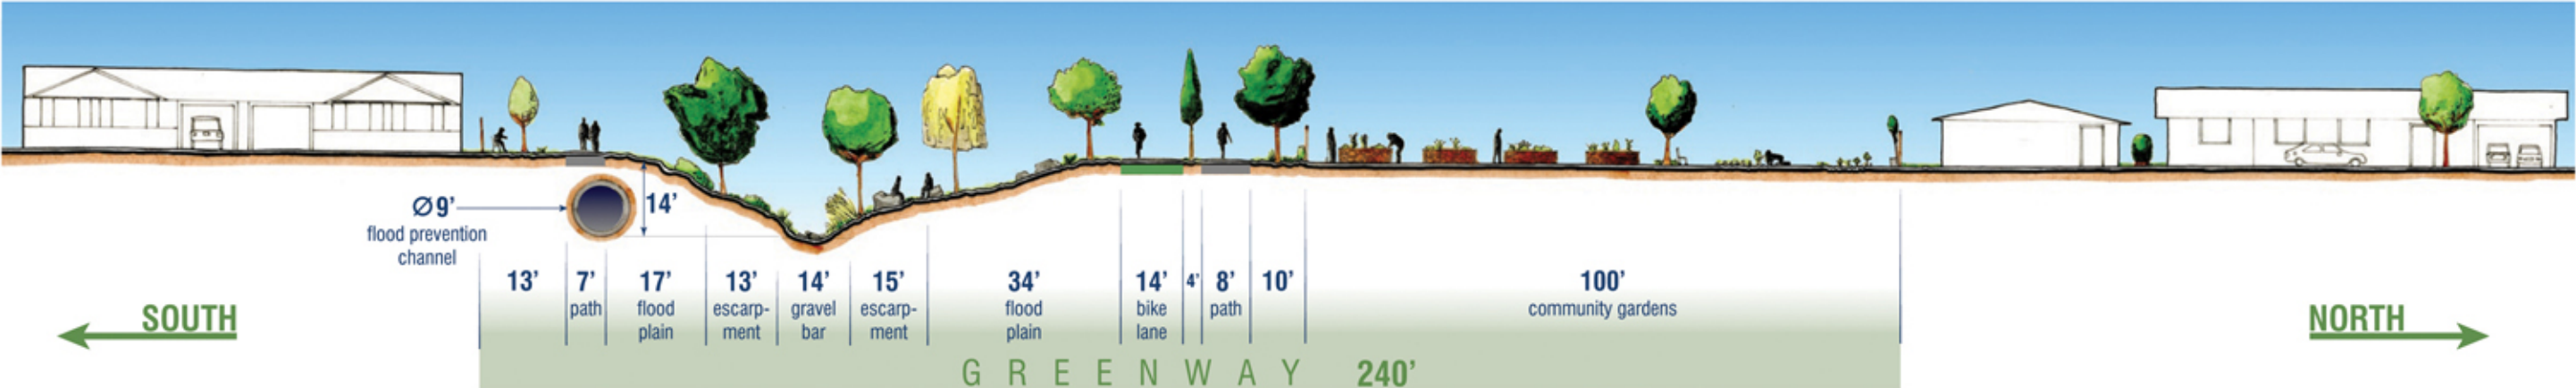 Ø9’
flood prevention
channel
14’
13’
7’
path
17’
flood
plain
13’
escarp-
ment
14’
gravel
bar
15’
escarp-
ment
34’
flood
plain
14’
bike
lane
4’
8’
path
10’
100’
community gardens
SOUTH
NORTH
GREENWAY 240’